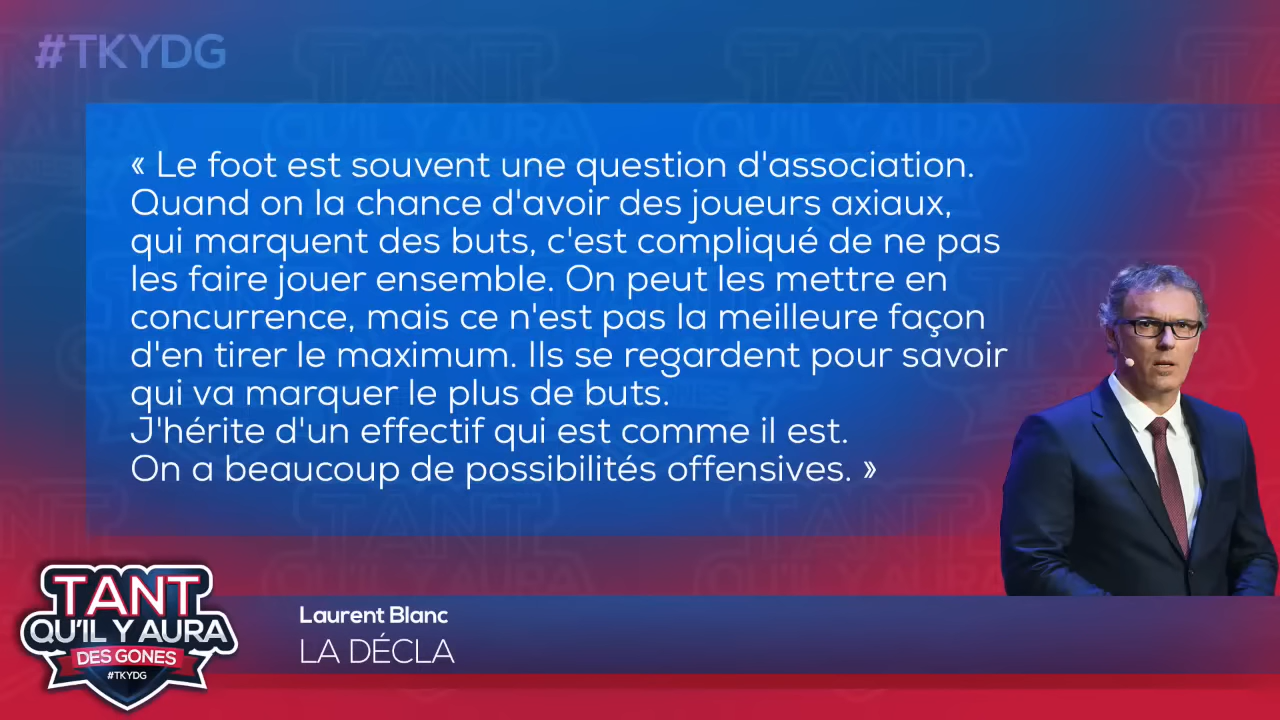 #TKYDG
« Le foot est souvent une question d'association.
Quand on la chance d'avoir des joueurs axiaux,
qui marquent des buts, c'est compliqué de ne pas
les faire jouer ensemble. On peut les mettre en
concurrence, mais ce n'est pas la meilleure façon
d'en tirer le maximum. Ils se regardent pour savoir
qui va marquer le plus de buts.
J'hérite d'un effectif qui est comme il est.
On a beaucoup de possibilités offensives. »
Laurent Blanc
LA DÉCLA
TANT
QU'IL Y AURA
DES GONES
#TKYDG